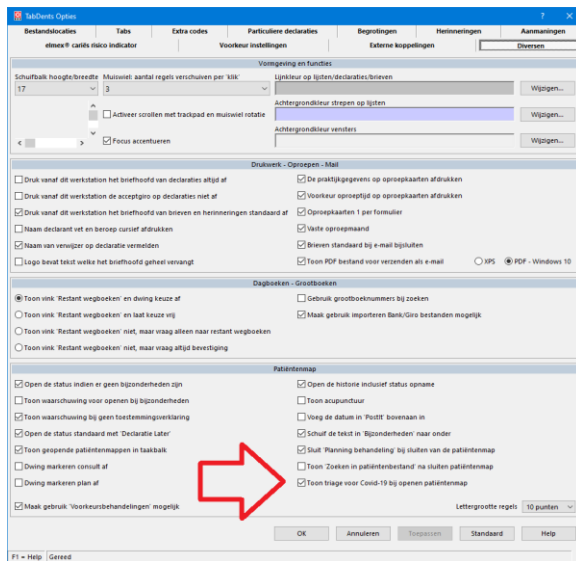 TabDents Opties
Bestandslocaties Tabs Extra codes Particuliere declaraties Begrotingen Herinneringen Aanmaningen
elmex® cariës risico indicator Voorkeur instellingen Externe koppelingen Diversen
Vormgeving en functies
Schuifbalk hoogte/breedte Muiswiel: aantal regels verschuiven per 'klik' Lijnkleur op lijsten/declaraties/brieven
17 3 Wijzigen...
Achtergrondkleur strepen op lijsten
Activeer scrollen met trackpad en muiswiel rotatie Wijzigen...
Achtergrondkleur vensters
Focus accentueren Wijzigen...
Drukwerk - Oproepen - Mail
Druk vanaf dit werkstation het briefhoofd van declaraties altijd af De praktijkgegevens op oproepkaarten afdrukken
Druk vanaf dit werkstation de acceptgiro op declaraties niet af Voorkeur oproeptijd op oproepkaarten afdrukken
Druk vanaf dit werkstation het briefhoofd van brieven en herinneringen standaard af Oproepkaarten 1 per formulier
Naam declarant vet en beroep cursief afdrukken Vaste oproepmaand
Naam van verwijzer op declaratie vermelden Brieven standaard bij e-mail bijsluiten
Logo bevat tekst welke het briefhoofd geheel vervangt Toon PDF bestand voor verzenden als e-mail XPS PDF - Windows 10
Dagboeken - Grootboeken
Toon vink 'Restant wegboeken' en dwing keuze af Gebruik grootboeknummers bij zoeken
Toon vink 'Restant wegboeken' en laat keuze vrij Maak gebruik importeren Bank/Giro bestanden mogelijk
Toon vink 'Restant wegboeken' niet, maar vraag alleen naar restant wegboeken
Toon vink 'Restant wegboeken' niet, maar vraag altijd bevestiging
Patiëntenmap
Open de status indien er geen bijzonderheden zijn Open de historie inclusief status opname
Toon waarschuwing voor openen bij bijzonderheden Toon acupunctuur
Toon waarschuwing bij geen toestemmingsverklaring Voeg de datum in 'PostIt' bovenaan in
Open de status standaard met 'Declaratie Later' Schuif de tekst in 'Bijzonderheden' naar onder
Toon geopende patiëntenmappen in taakbalk Sluit 'Planning behandeling' bij sluiten van de patiëntenmap
Dwing markeren consult af Toon 'Zoeken in patiëntenbestand' na sluiten patiëntenmap
Dwing markeren plan af Toon triage voor Covid-19 bij openen patiëntenmap
Maak gebruik 'Voorkeursbehandelingen' mogelijk Lettergrootte regels 10 punten
OK Annuleren Toepassen Standaard Help
F1 = Help Gereed